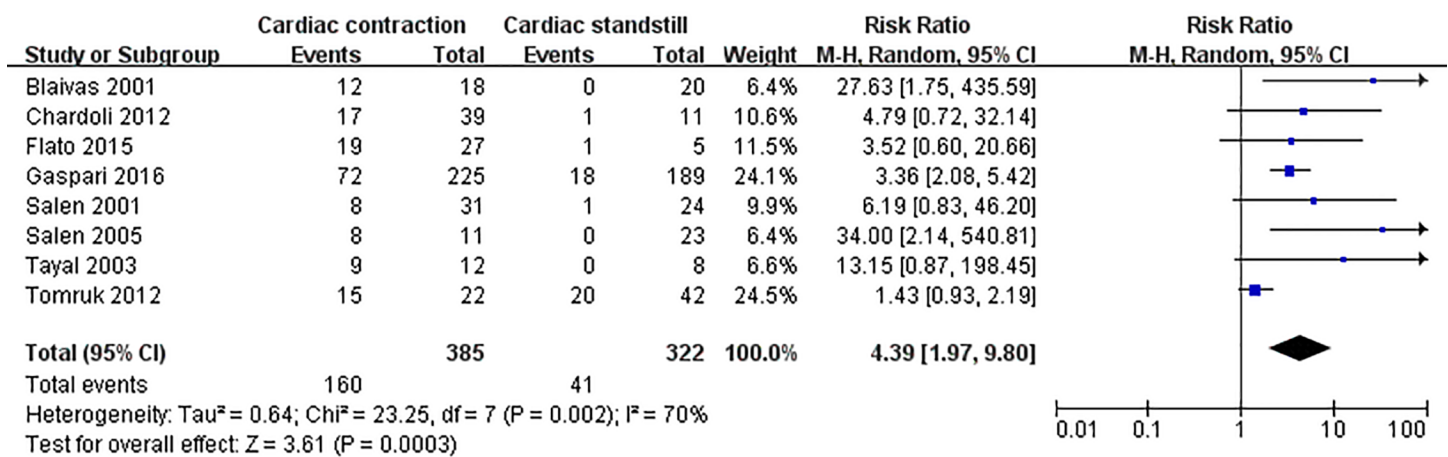 Cardiac contraction Cardiac standstill Risk Ratio Risk Ratio
Study or Subgroup Events Total Events Total Weight M-H, Random, 95% CI M-H, Random, 95% CI
Blaivas 2001 12 18 0 20 6.4% 27.63 [1.75, 435.59]
Chardoli 2012 17 39 1 11 10.6% 4.79 [0.72, 32.14]
Flato 2015 19 27 1 5 11.5% 3.52 [0.60, 20.66]
Gaspari 2016 72 225 18 189 24.1% 3.36 [2.08, 5.42]
Salen 2001 8 31 1 24 9.9% 6.19 [0.83, 46.20]
Salen 2005 8 11 0 23 6.4% 34.00 [2.14, 540.81]
Tayal 2003 9 12 0 8 6.6% 13.15 [0.87, 198.45]
Tomruk 2012 15 22 20 42 24.5% 1.43 [0.93, 2.19]
Total (95% CI) 385 322 100.0% 4.39 [1.97, 9.80]
Total events 160 41
Heterogeneity: Tau² = 0.64; Chi² = 23.25, df = 7 (P = 0.002); I² = 70%
Test for overall effect: Z = 3.61 (P = 0.0003)
0.01 0.1 1 10 100